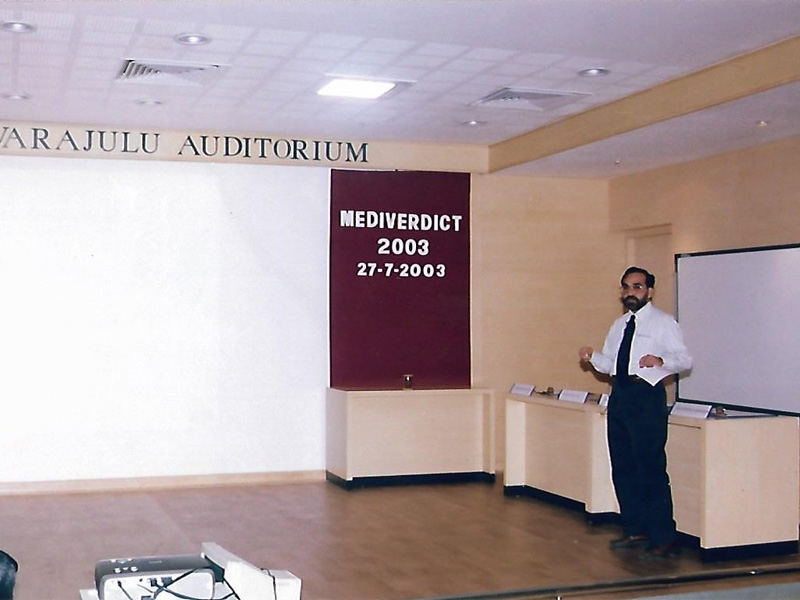 VARAJULU AUDITORIUM
MEDIVERDICT
2003
27-7-2003